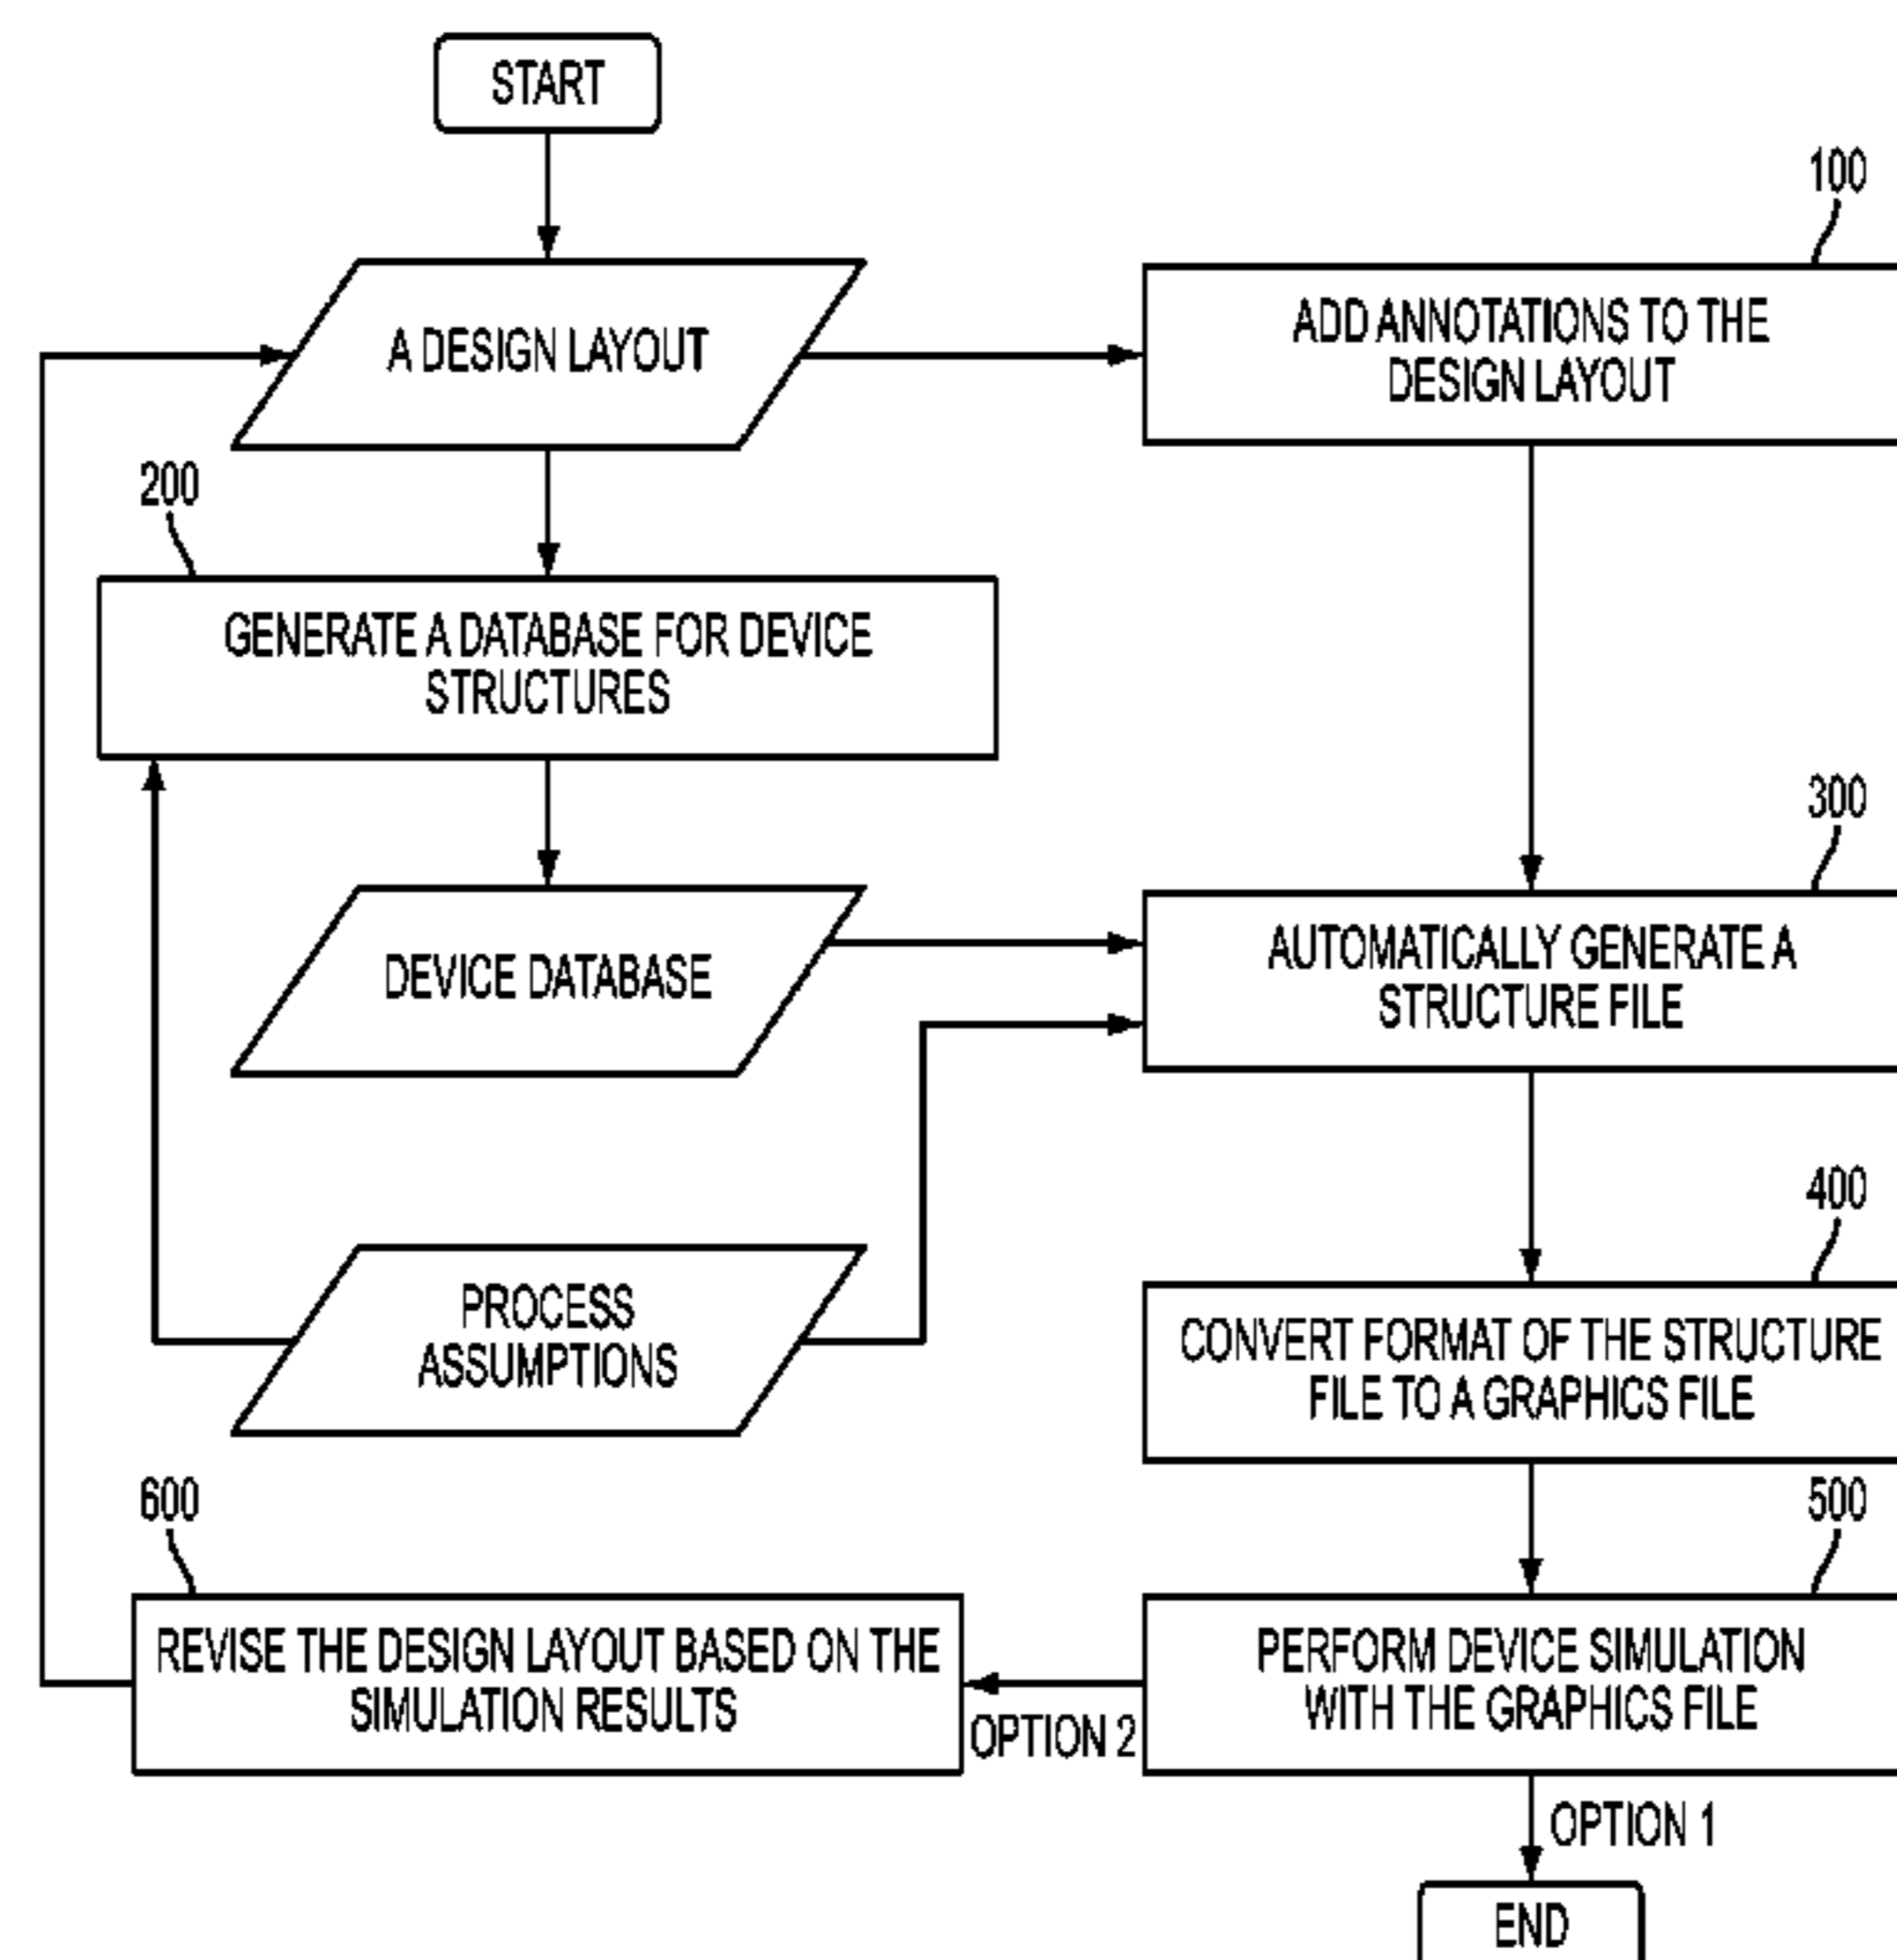 START
100
A DESIGN LAYOUT
ADD ANNOTATIONS TO THE
DESIGN LAYOUT
200
GENERATE A DATABASE FOR DEVICE
STRUCTURES
300
DEVICE DATABASE
AUTOMATICALLY GENERATE A
STRUCTURE FILE
400
PROCESS
ASSUMPTIONS
CONVERT FORMAT OF THE STRUCTURE
FILE TO A GRAPHICS FILE
600
500
REVISE THE DESIGN LAYOUT BASED ON THE
SIMULATION RESULTS
OPTION 2
PERFORM DEVICE SIMULATION
WITH THE GRAPHICS FILE
OPTION 1
END